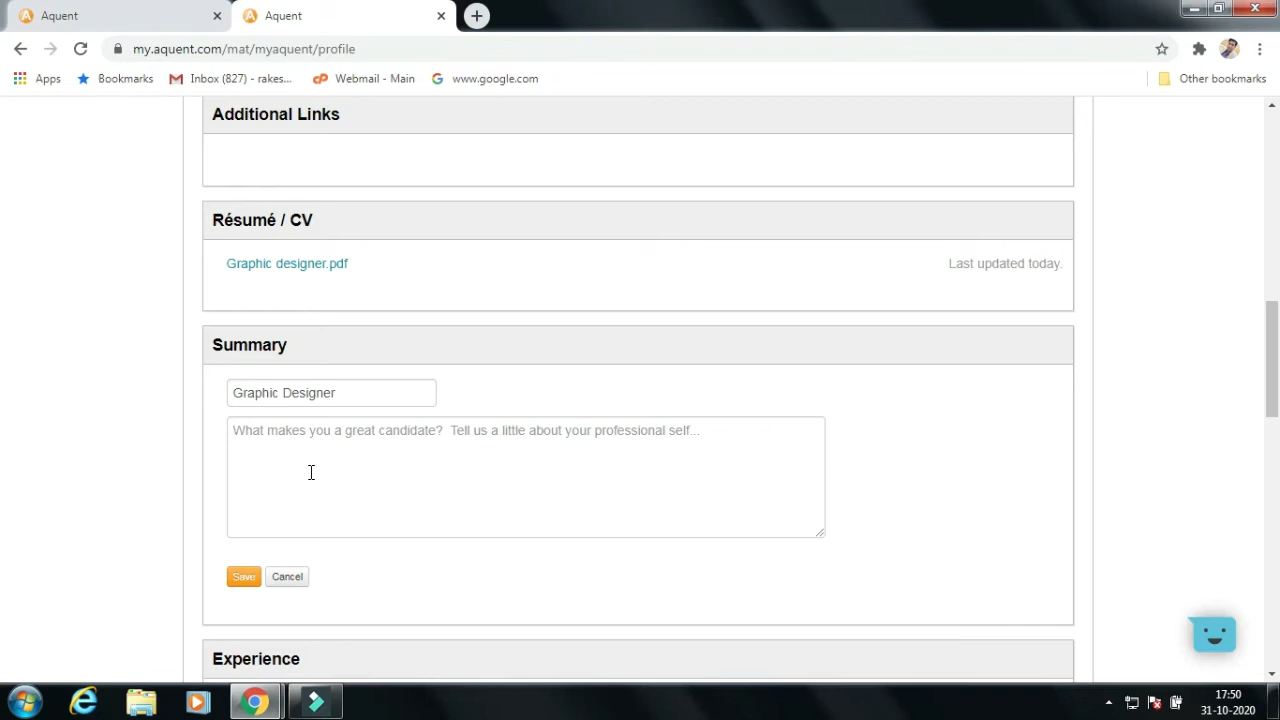 Aquent
Aquent
my.aquent.com/mat/myaquent/profile
Apps
Bookmarks
Inbox (827) - rakes...
Webmail - Main
www.google.com
Other bookmarks
Additional Links
Résumé / CV
Graphic designer.pdf
Last updated today.
Summary
Graphic Designer
What makes you a great candidate?  Tell us a little about your professional self...
Save
Cancel
Experience
17:50
31-10-2020